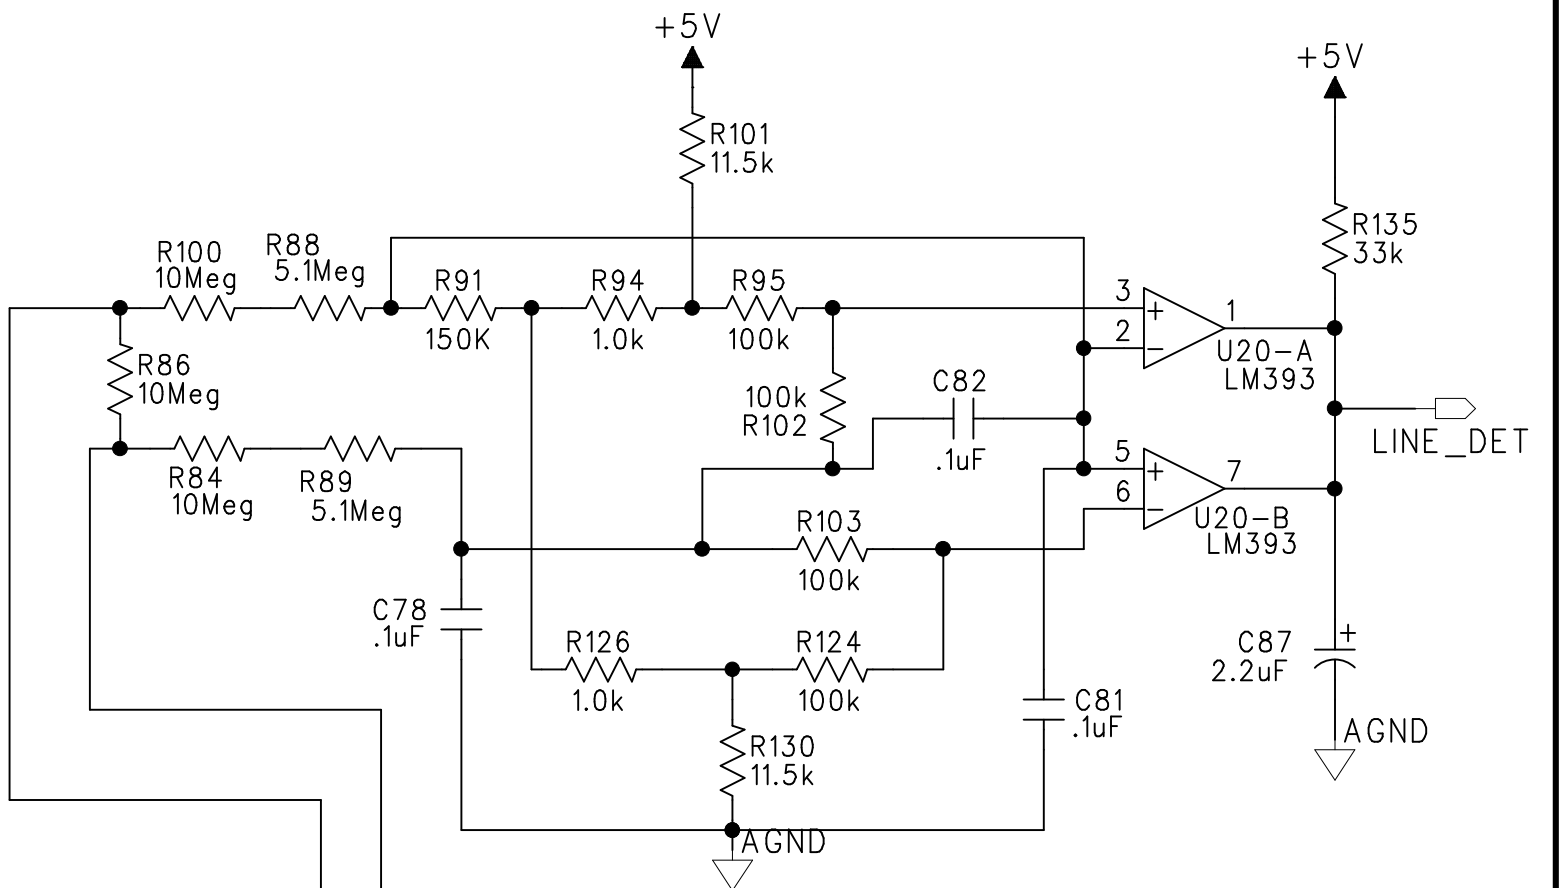 +5V
+5V
R101
11.5k
R135
33k
R100
10Meg
R88
5.1Meg
R91
150K
R94
1.0k
R95
100k
3
+
2
−
1
U20-A
LM393
R86
10Meg
100k
R102
C82
.1uF
LINE_DET
R84
10Meg
R89
5.1Meg
5
+
6
−
7
U20-B
LM393
R103
100k
C78
.1uF
R126
1.0k
R124
100k
C87
+
2.2uF
C81
.1uF
R130
11.5k
AGND
AGND